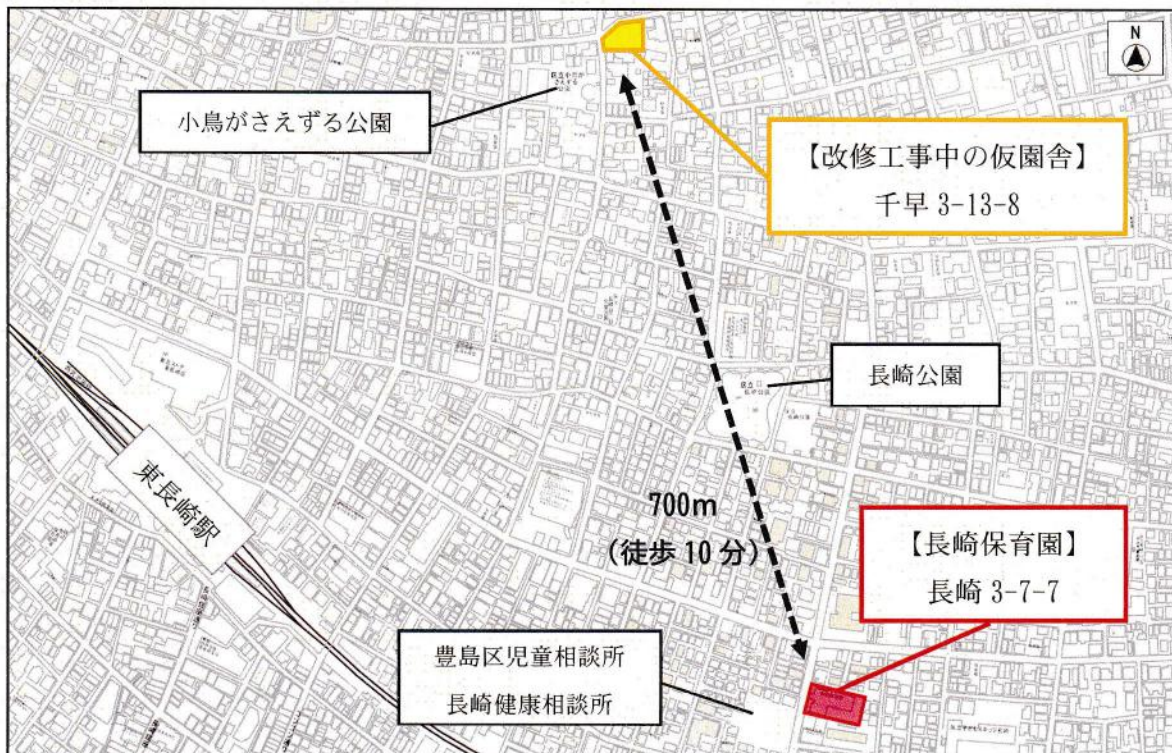 N
小鳥がさえずる公園
【改修工事中の仮園舎】
千早 3-13-8
長崎公園
700m
(徒歩 10 分)
東長崎駅
【長崎保育園】
長崎 3-7-7
豊島区児童相談所
長崎健康相談所